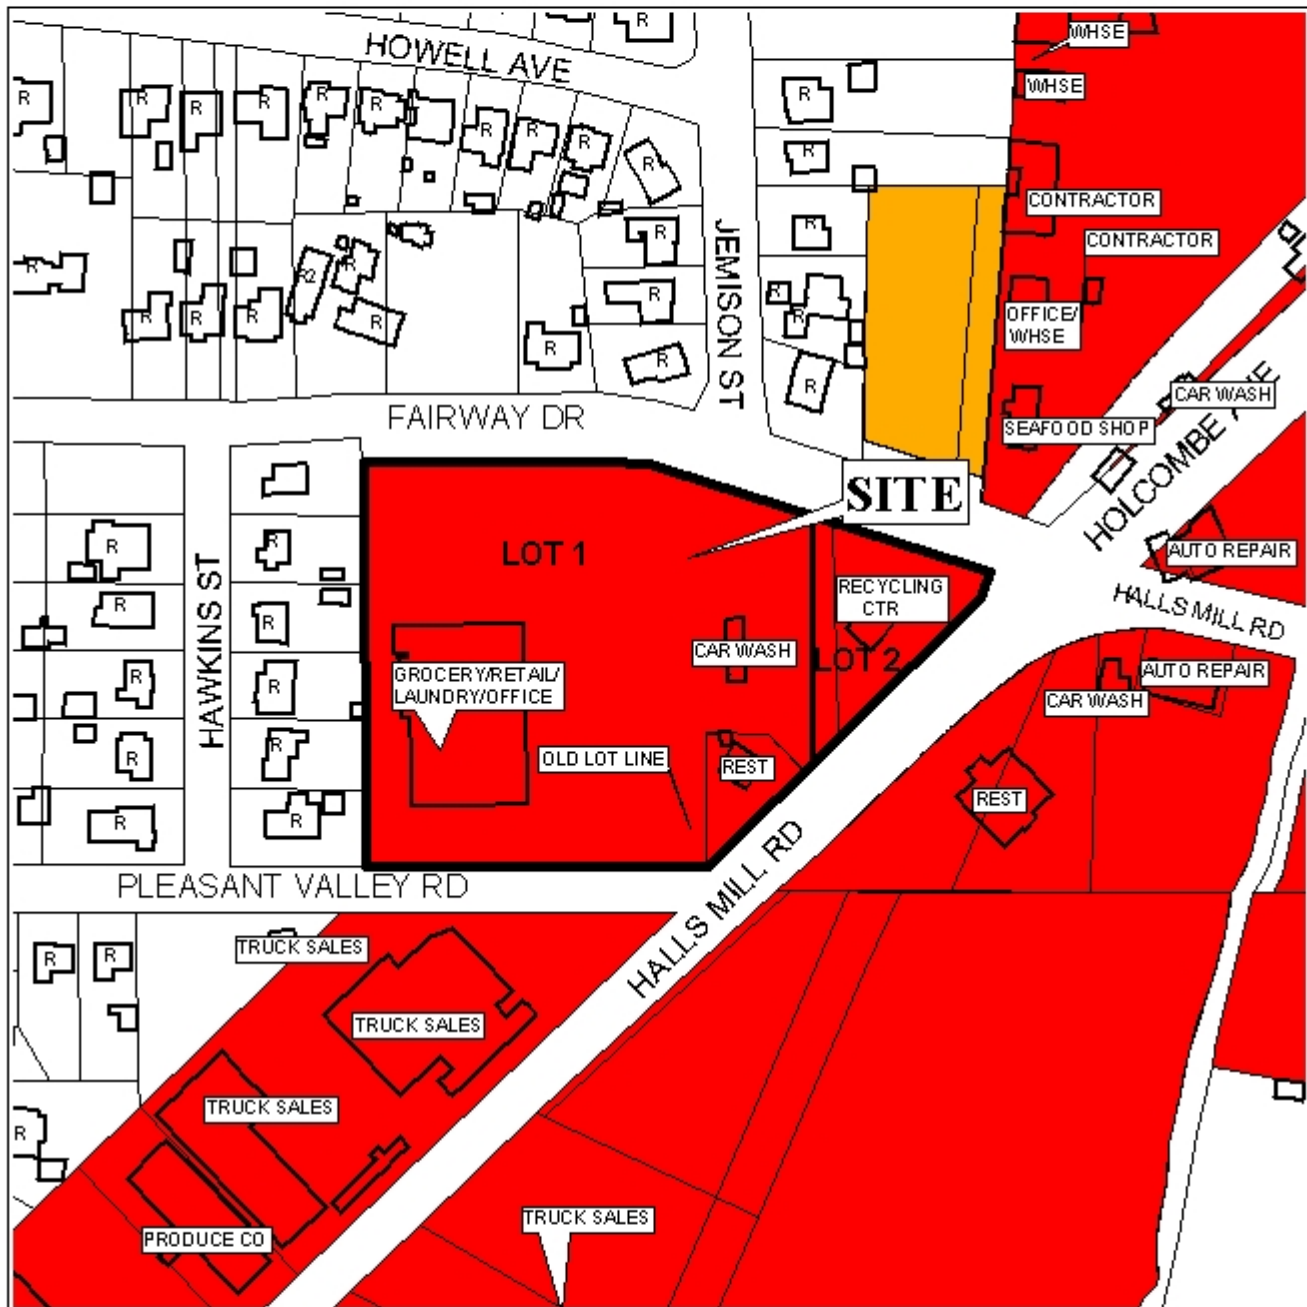 R
HOWELL AVE
WHSE
WHSE
R
R
R
R
R
R
R
R
R
R
R
R
CONTRACTOR
CONTRACTOR
R
R
R
R2
R
R
R
R
R
R
R
R
R
R
R
R
JEMISON ST
OFFICE/
WHSE
FAIRWAY DR
CAR WASH
SEAFOOD SHOP
HOLCOMBE AVE
SITE
LOT 1
R
R
R
R
HAWKINS ST
RECYCLING
CTR
AUTO REPAIR
HALLS MILL RD
CAR WASH
LOT 2
GROCERY/RETAIL/
LAUNDRY/OFFICE
AUTO REPAIR
CAR WASH
R
R
R
R
OLD LOT LINE
REST
REST
R
R
PLEASANT VALLEY RD
HALLS MILL RD
TRUCK SALES
R
R
TRUCK SALES
TRUCK SALES
R
PRODUCE CO
TRUCK SALES